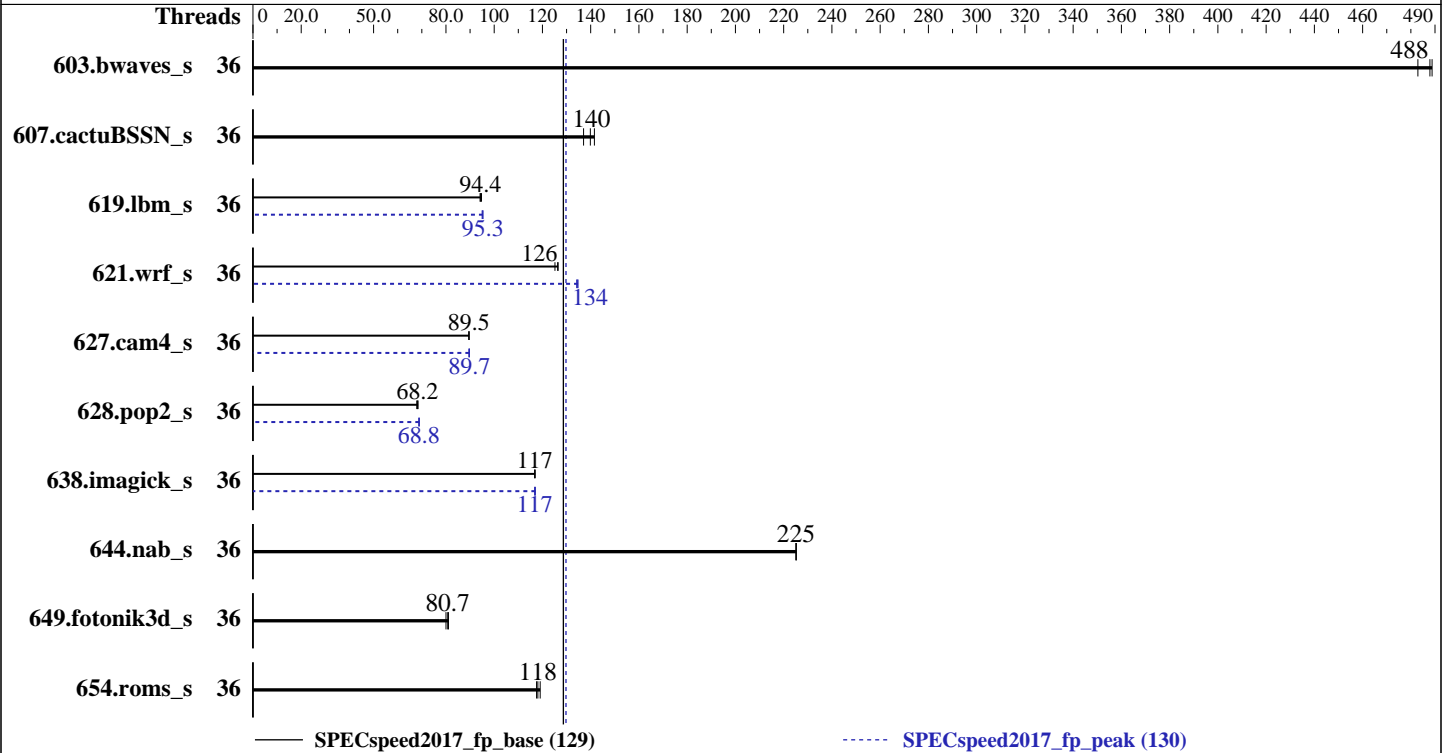 Threads 0 20.0 50.0 80.0 100 120 140 160 180 200 220 240 260 280 300 320 340 360 380 400 420 440 460 490
603.bwaves_s 36 488
607.cactuBSSN_s 36 140
94.4
619.lbm_s 36
95.3
126
621.wrf_s 36
134
89.5
627.cam4_s 36
89.7
68.2
628.pop2_s 36
68.8
117
638.imagick_s 36
117
644.nab_s 36 225
649.fotonik3d_s 36 80.7
654.roms_s 36 118
SPECspeed2017_fp_base (129) SPECspeed2017_fp_peak (130)